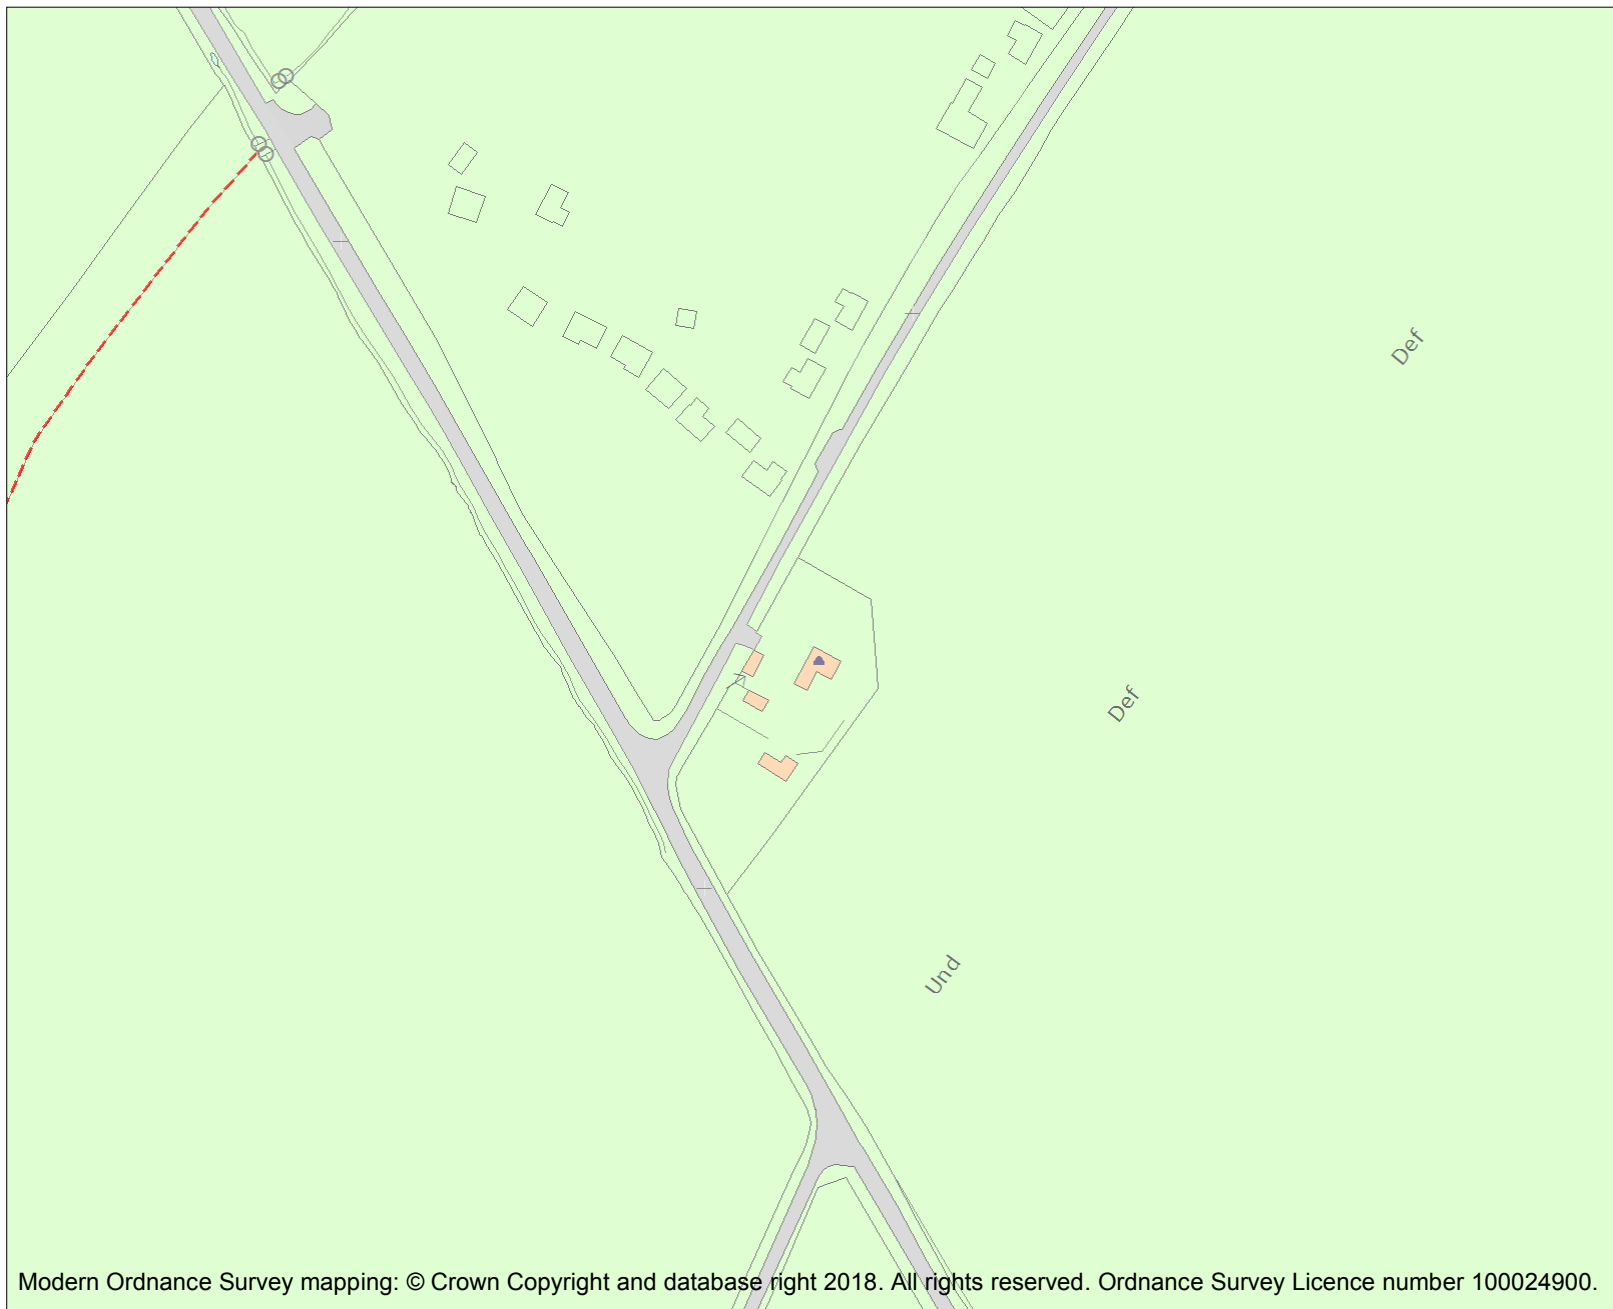 Def
Def
Und
Modern Ordnance Survey mapping: © Crown Copyright and database right 2018. All rights reserved. Ordnance Survey Licence number 100024900.